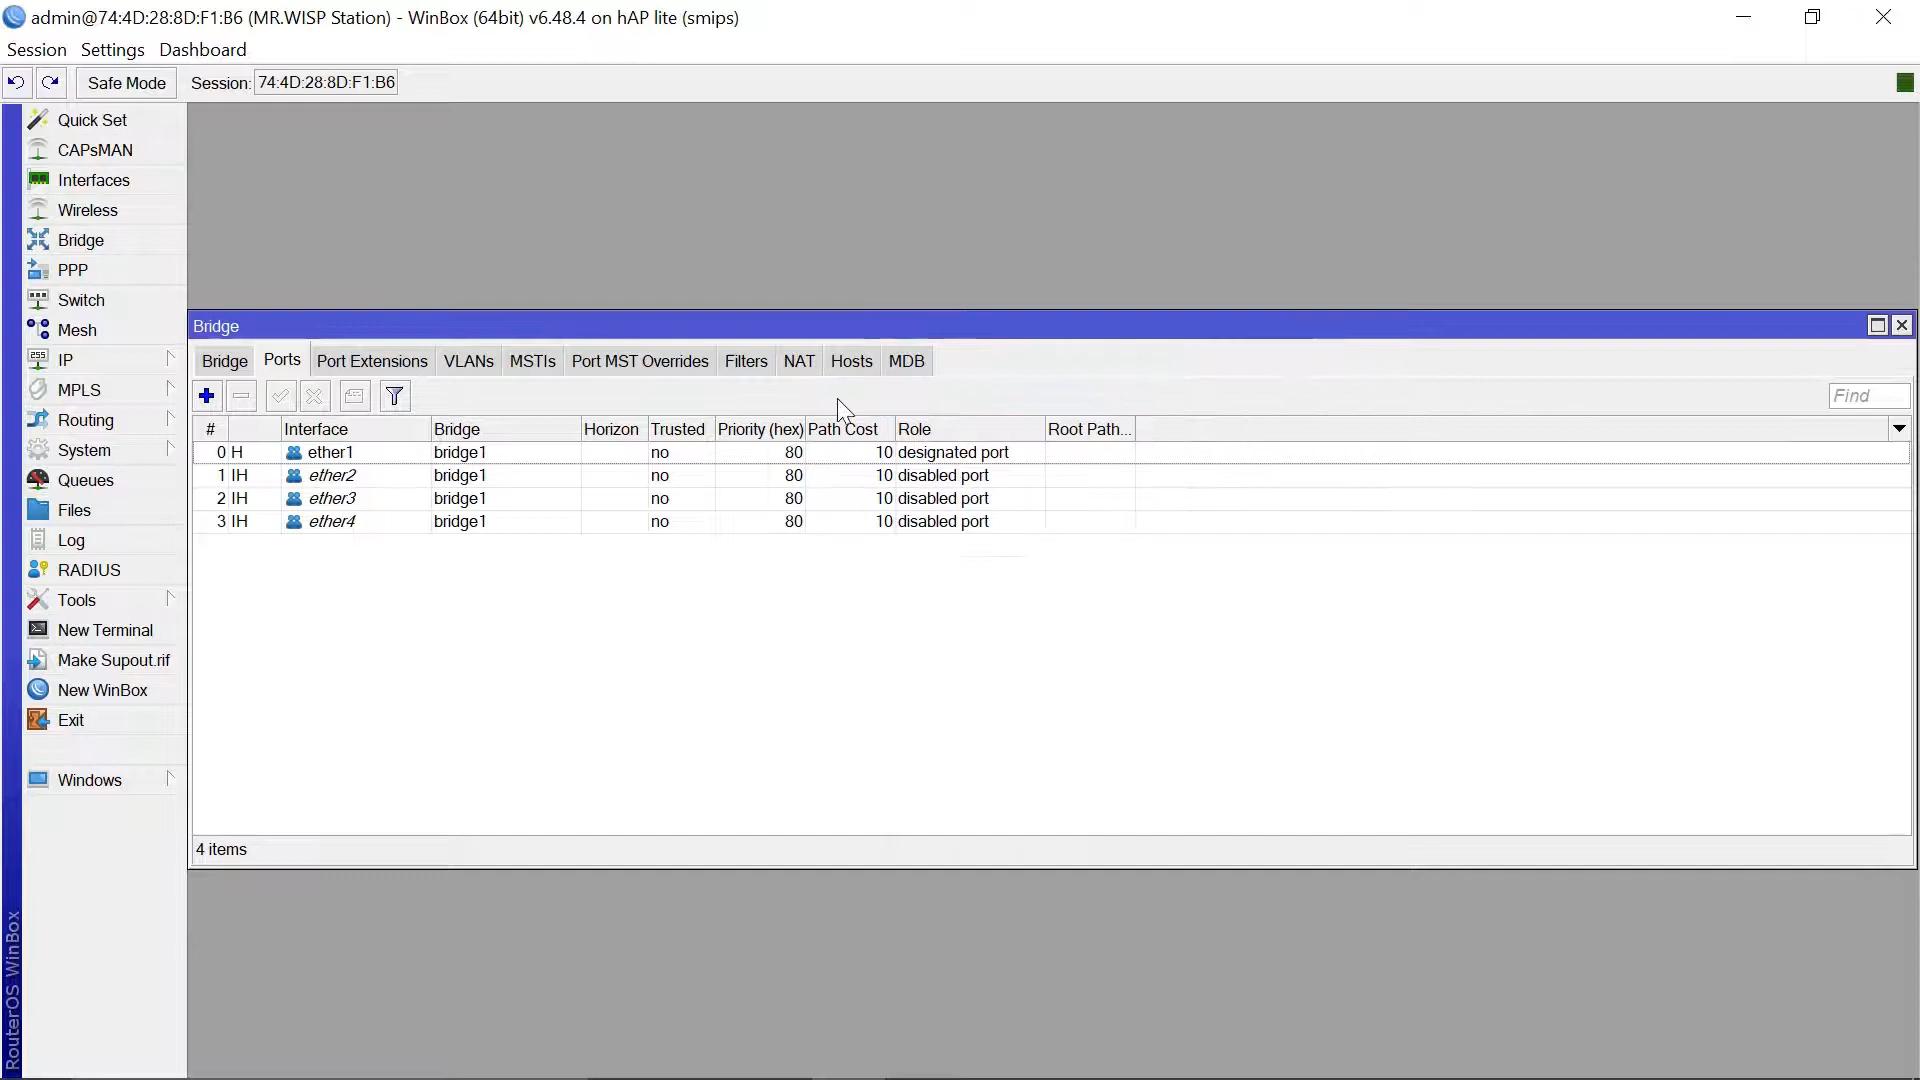 admin@74:4D:28:8D:F1:B6 (MR.WISP Station) - WinBox (64bit) v6.48.4 on hAP lite (smips)
Session Settings Dashboard
Safe Mode Session: 74:4D:28:8D:F1:B6
Quick Set
CAPsMAN
Interfaces
Wireless
Bridge
PPP
Switch
Mesh
IP
MPLS
Routing
System
Queues
Files
Log
RADIUS
Tools
New Terminal
Make Supout.rif
New WinBox
Exit
Windows
RouterOS WinBox
Bridge
Bridge Ports Port Extensions VLANs MSTIs Port MST Overrides Filters NAT Hosts MDB
Find
# Interface Bridge Horizon Trusted Priority (hex) Path Cost Role Root Path...
0 H ether1 bridge1 no 80 10 designated port
1 IH ether2 bridge1 no 80 10 disabled port
2 IH ether3 bridge1 no 80 10 disabled port
3 IH ether4 bridge1 no 80 10 disabled port
4 items